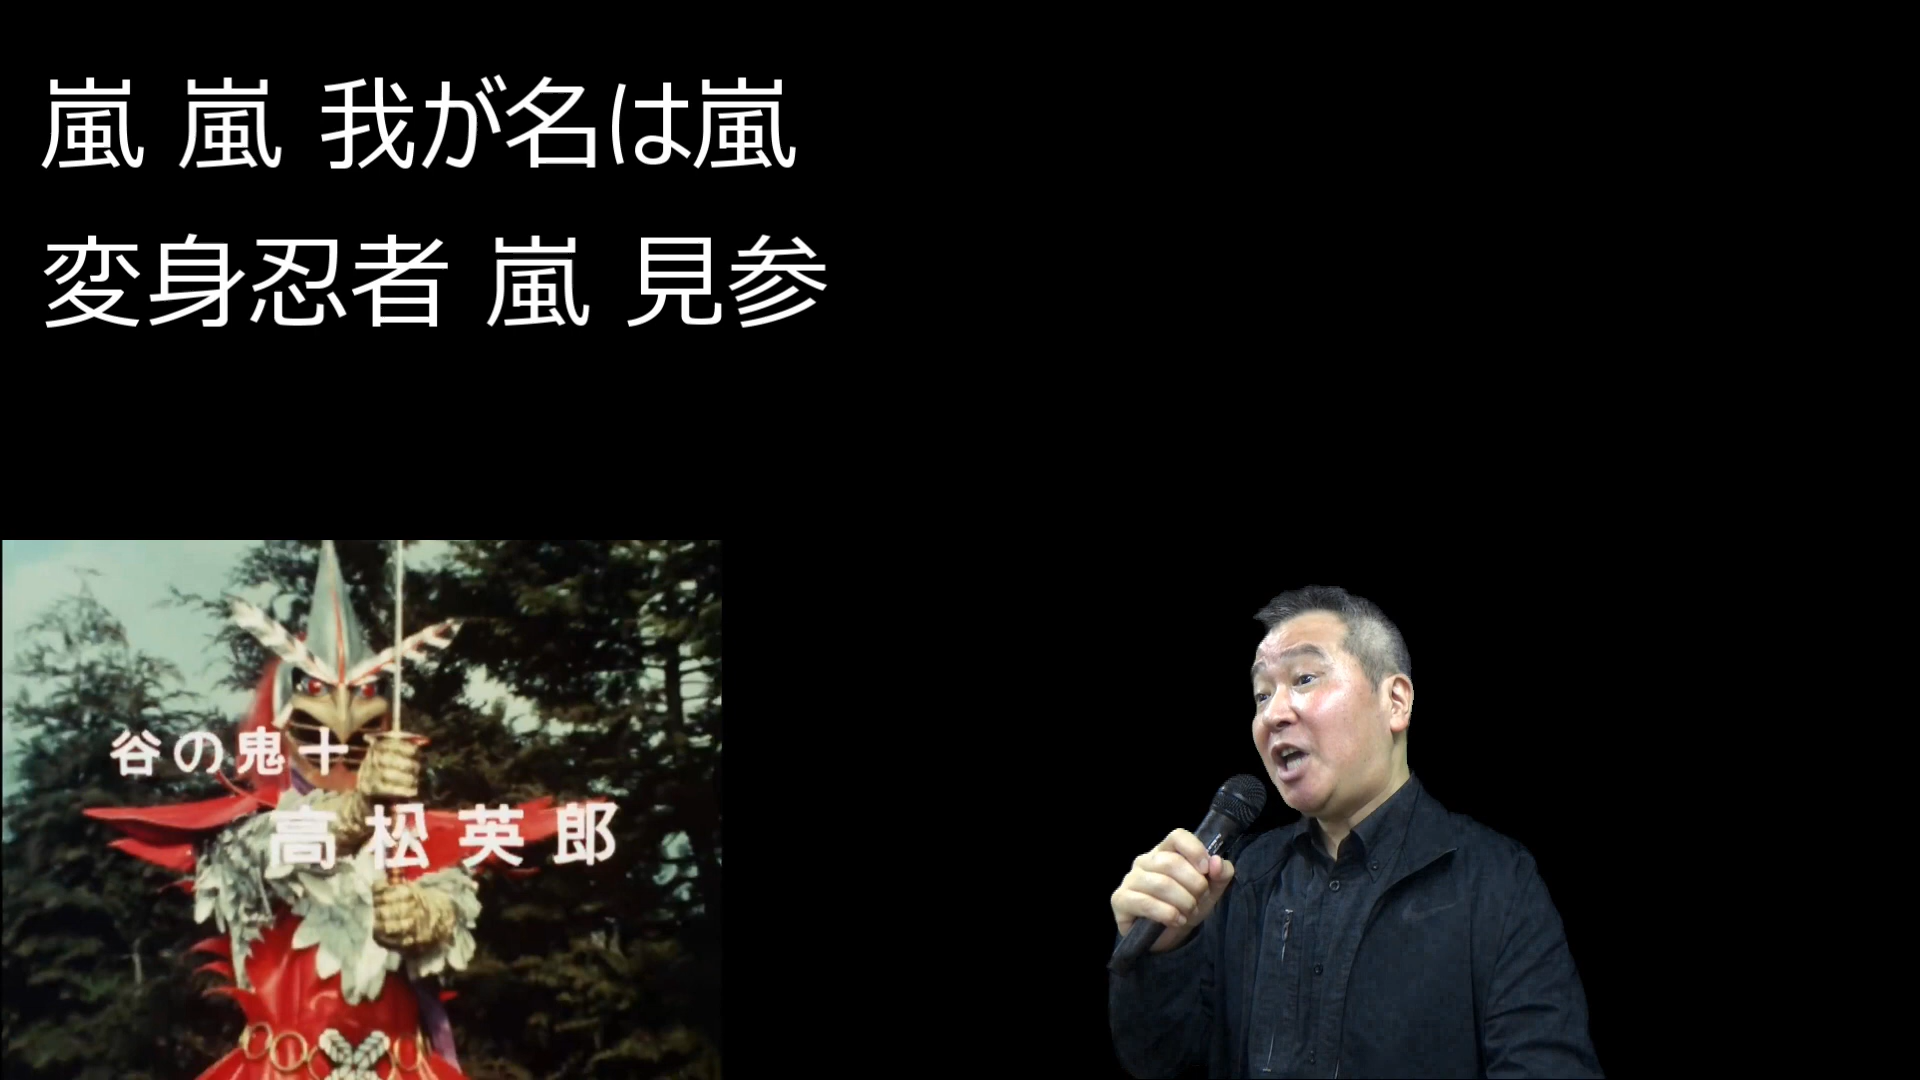 嵐 嵐 我が名は嵐
変身忍者 嵐 見参
谷の鬼十
高松英郎